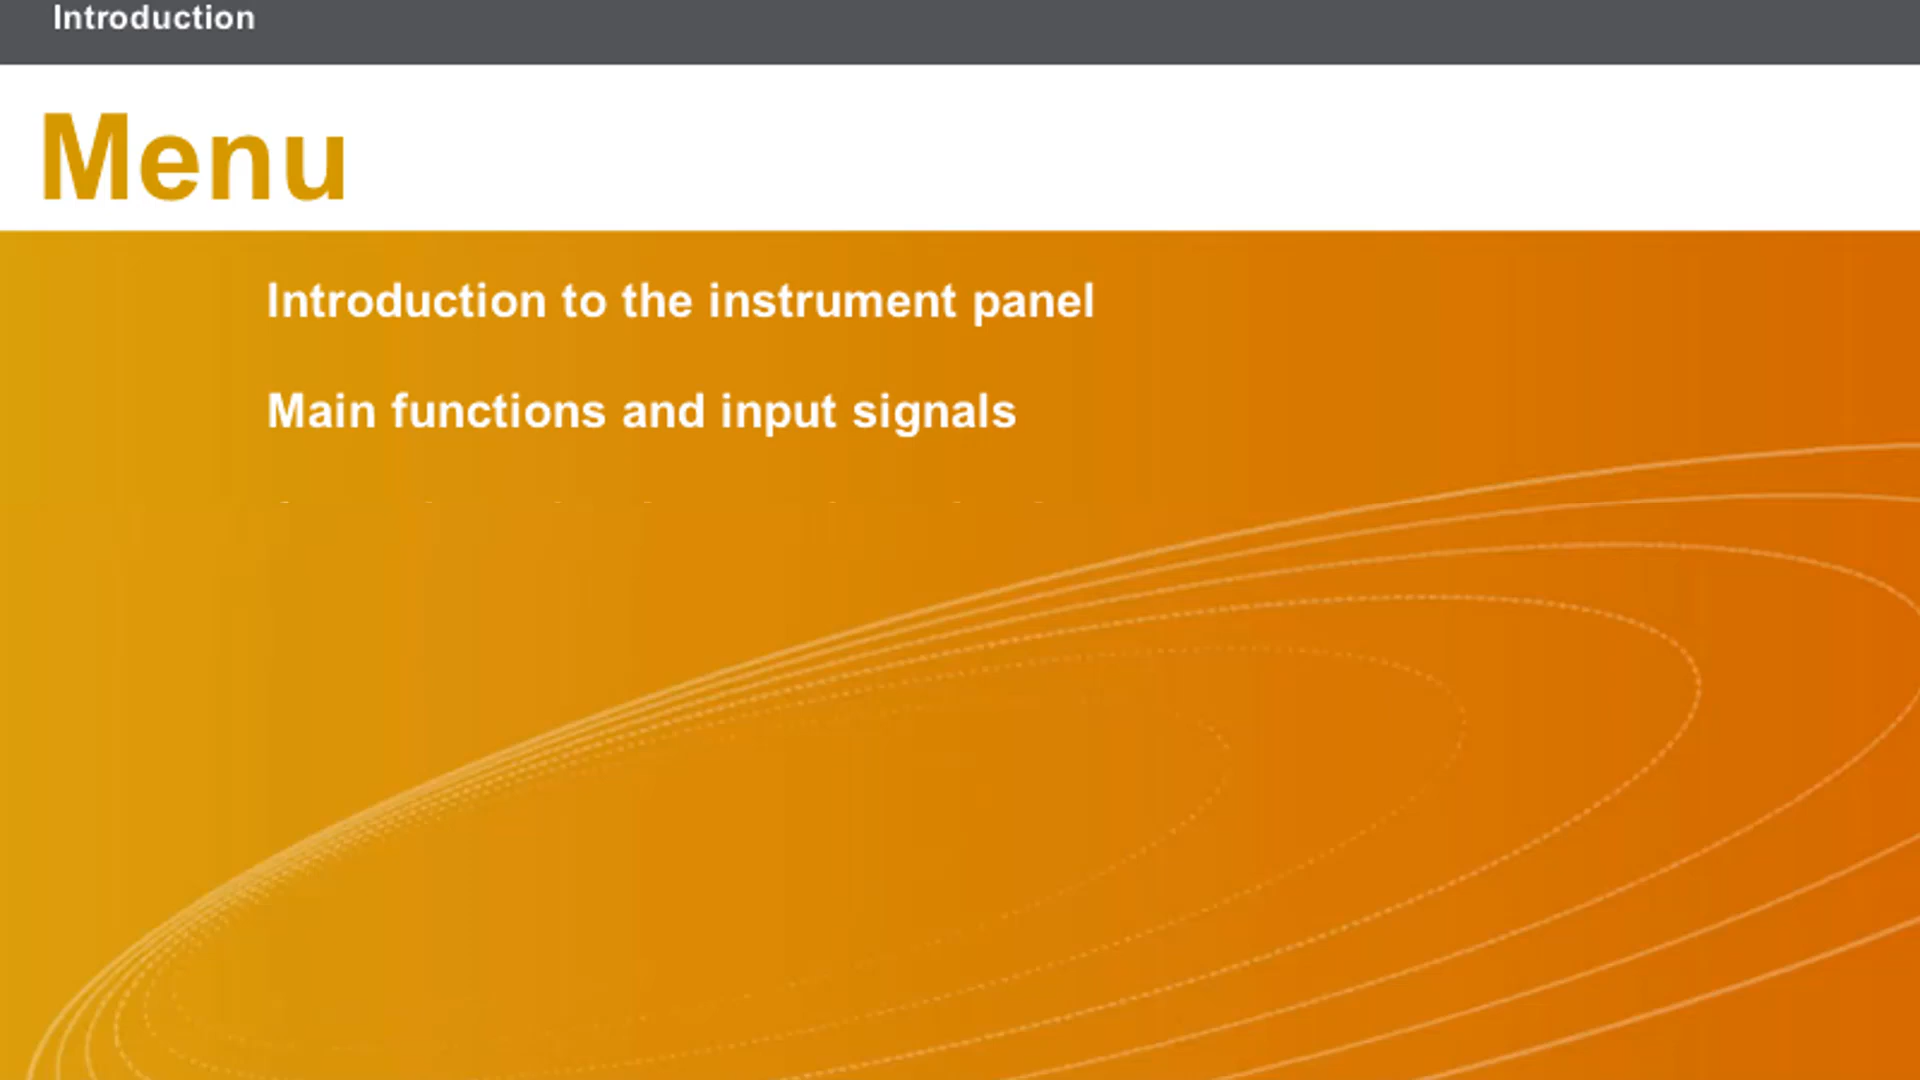 Introduction
Menu
Introduction to the instrument panel
Main functions and input signals